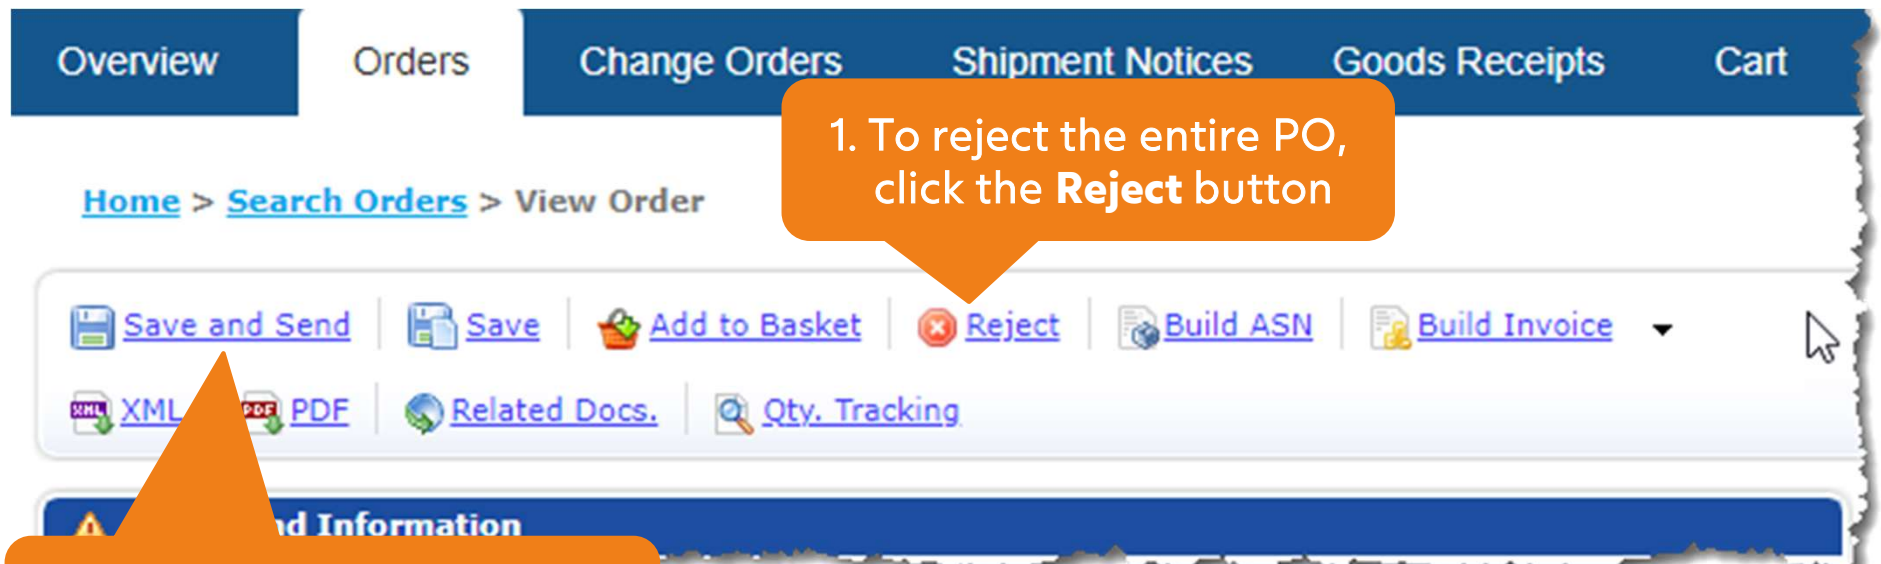 Overview Orders Change Orders Shipment Notices Goods Receipts Cart
1. To reject the entire PO,
click the Reject button
Home > Search Orders > View Order
Save and Send Save Add to Basket Reject Build ASN Build Invoice
XML PDF Related Docs. Qty. Tracking
Information